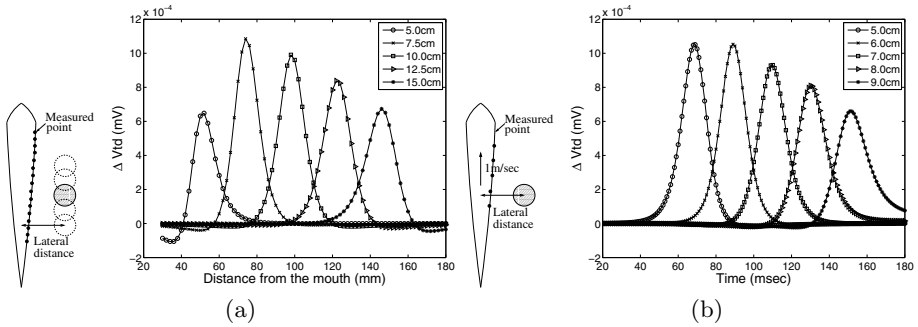 Measured
point
Lateral
distance
x 10⁻⁴
12
10
8
6
4
2
0
−2
Δ Vtd (mV)
20 40 60 80 100 120 140 160 180
Distance from the mouth (mm)
5.0cm
7.5cm
10.0cm
12.5cm
15.0cm
(a)
Measured
point
1m/sec
Lateral
distance
x 10⁻⁴
12
10
8
6
4
2
0
−2
Δ Vtd (mV)
20 40 60 80 100 120 140 160 180
Time (msec)
5.0cm
6.0cm
7.0cm
8.0cm
9.0cm
(b)